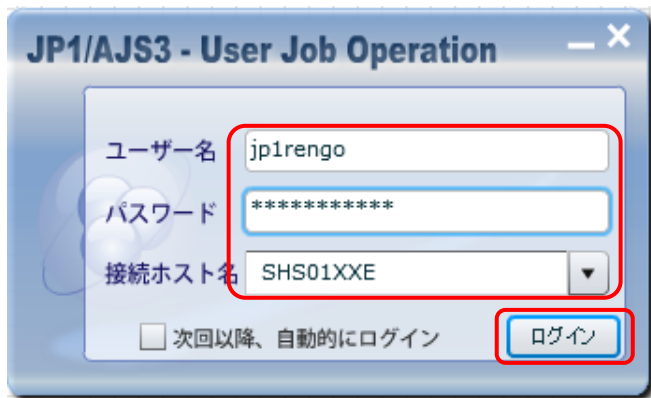 JP1/AJS3 - User Job Operation
ユーザー名 jp1rengo
パスワード ***********
接続ホスト名 SHS01XXE
次回以降、自動的にログイン ログイン